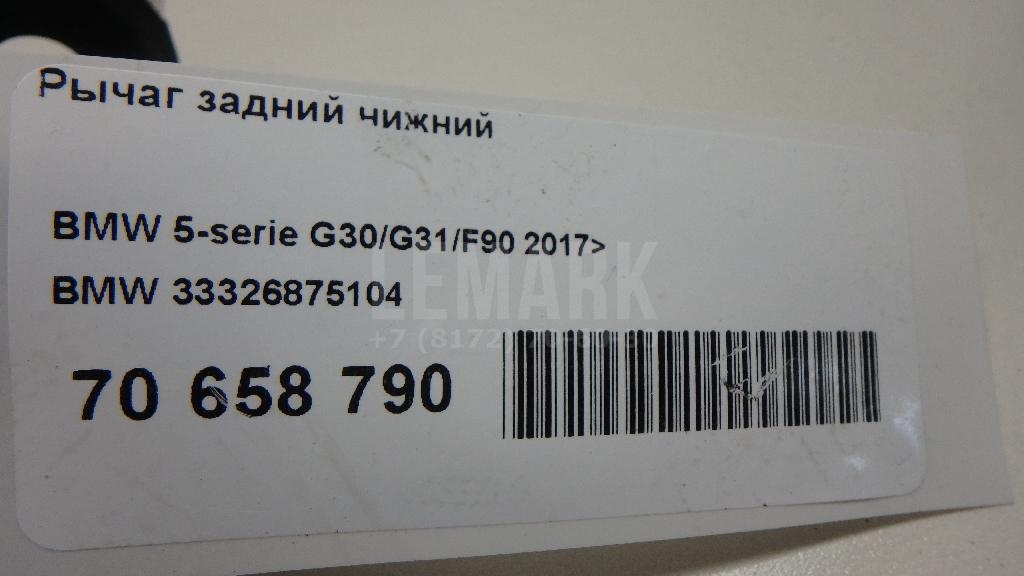 Рычаг задний чижний
BMW 5-serie G30/G31/F90 2017>
BMW 33326875104
LEMARK
70 658 790